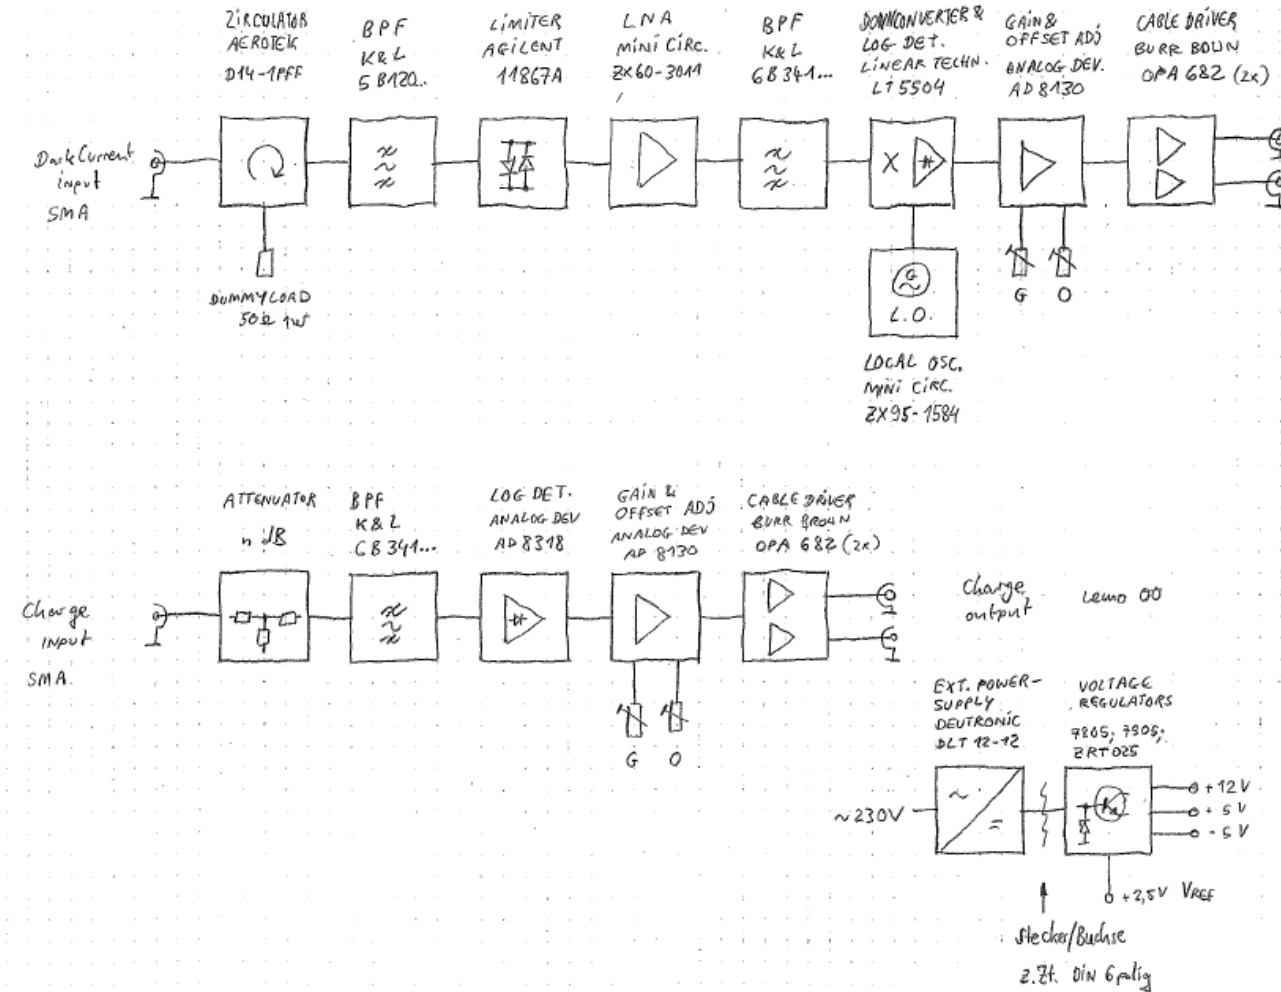 ZIRCULATOR
AEROTEK
D14-1PFF
BPF
K&L
5B120..
LIMITER
AGILENT
11867A
LNA
MINI CIRC.
ZX60-3011
BPF
K&L
6B341...
DOWNCONVERTER &
LOG DET.
LINEAR TECHN.
LT5504
GAIN &
OFFSET ADJ
ANALOG DEV.
AD8130
CABLE DRIVER
BURR BOUN
OPA 682 (2x)
Dark Current
input
SMA
X
G
L.O.
G
O
DUMMYLOAD
50Ω
LOCAL OSC.
MINI CIRC.
ZX95-1584
ATTENUATOR
n dB
BPF
K&L
6B341...
LOG DET.
ANALOG DEV
AD8318
GAIN &
OFFSET ADJ
ANALOG DEV
AD 8130
CABLE DRIVER
BURR BROWN
OPA 682 (2x)
Charge
input
SMA
G
O
Charge
output
Lemo 00
EXT. POWER-
SUPPLY
DEUTRONIC
DLT 12-12
VOLTAGE
REGULATORS
7805; 7905;
ZRT025
~230V
~
=
+12V
+5V
-5V
+2,5V VREF
Stecker/Buchse
z.Zt. DIN 6polig